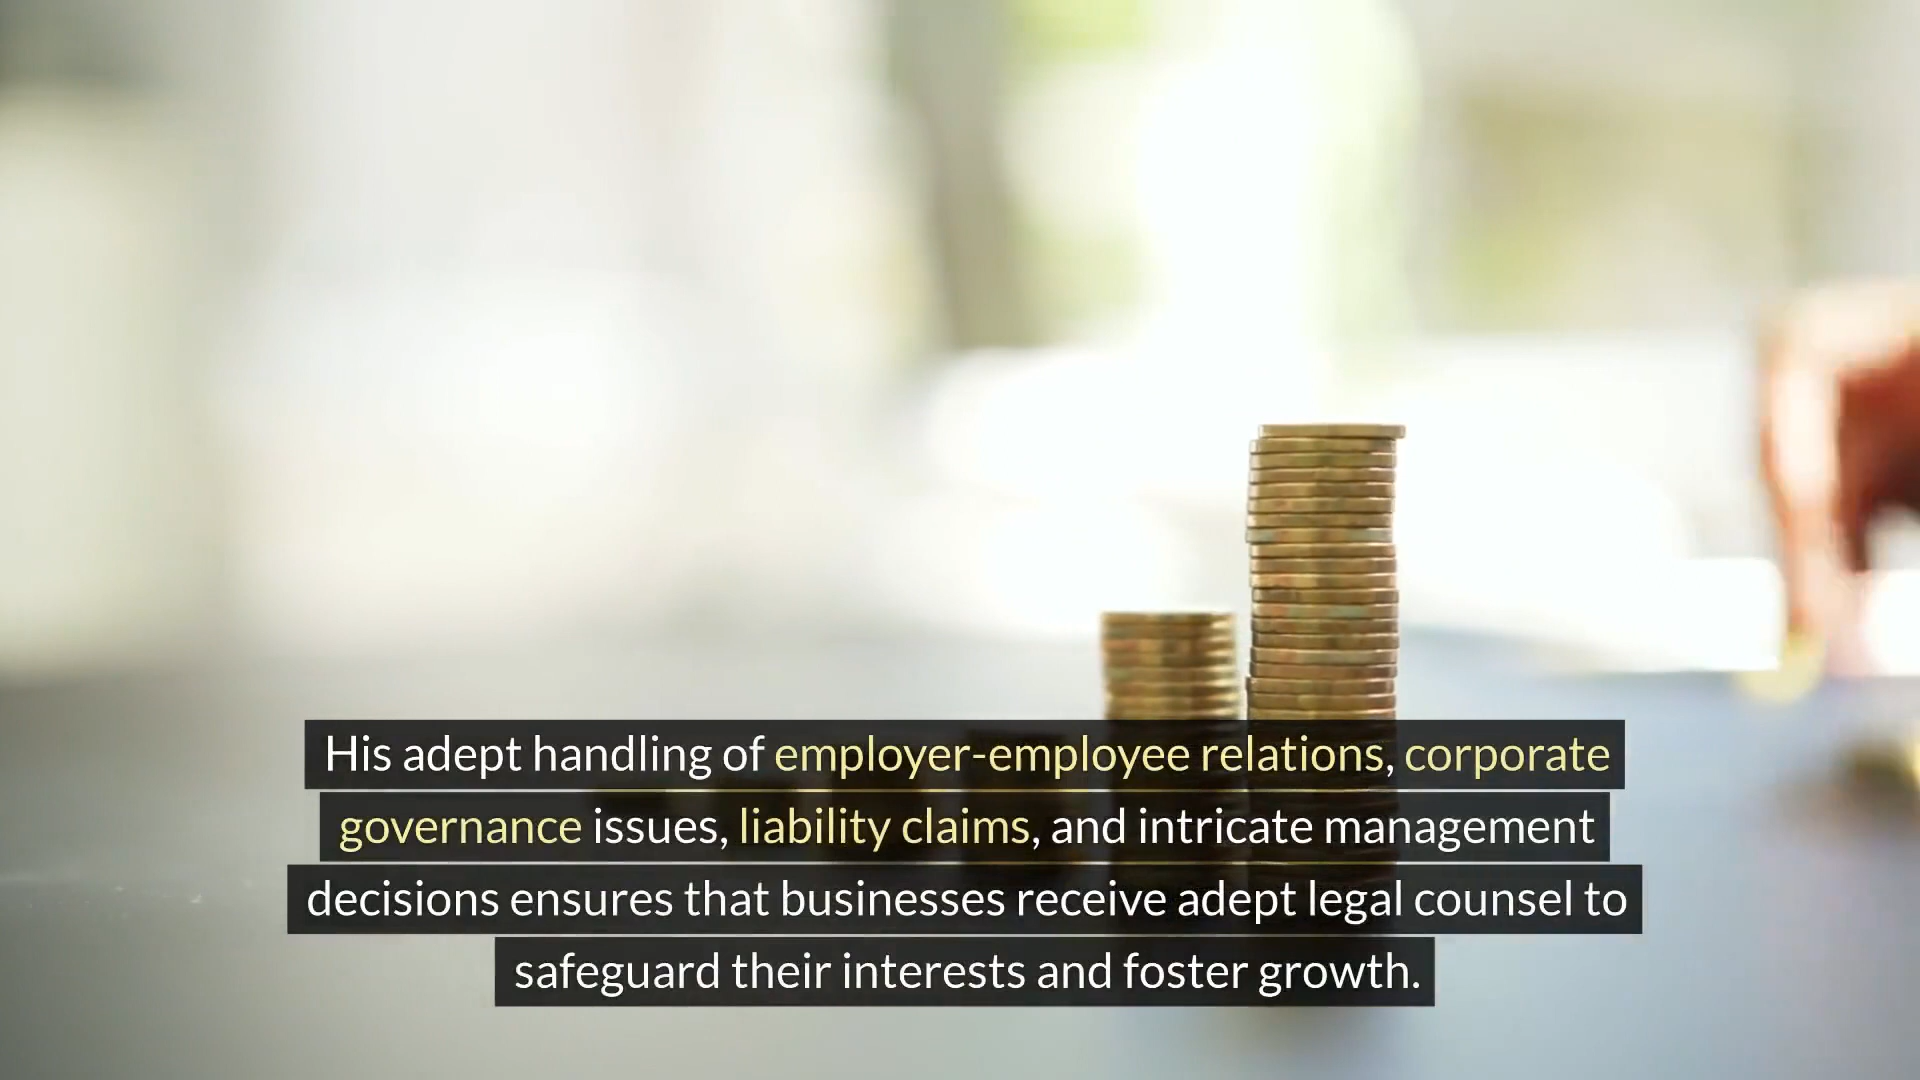 His adept handling of employer-employee relations, corporate
governance issues, liability claims, and intricate management
decisions ensures that businesses receive adept legal counsel to
safeguard their interests and foster growth.